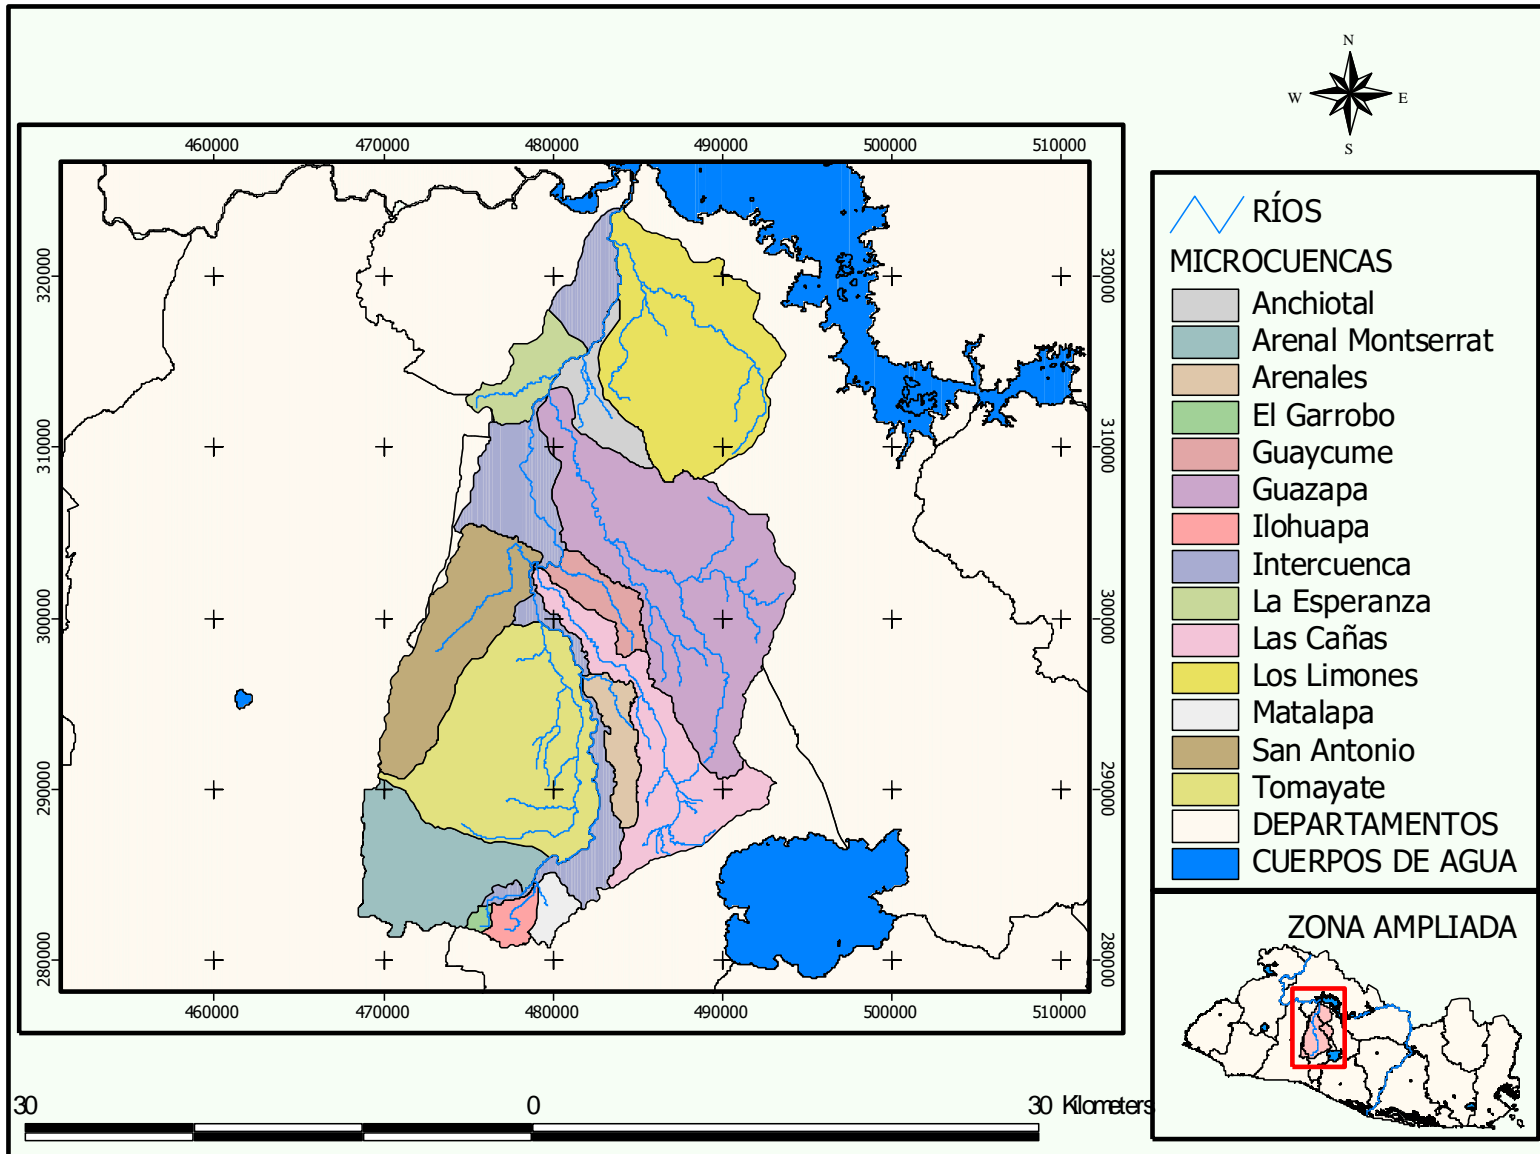 N
W E
S
460000 470000 480000 490000 500000 510000
320000 320000
310000 310000
300000 300000
290000 290000
280000 280000
460000 470000 480000 490000 500000 510000
30 0 30 Kilometers
RÍOS
MICROCUENCAS
Anchiotal
Arenal Montserrat
Arenales
El Garrobo
Guaycume
Guazapa
Ilohuapa
Intercuenca
La Esperanza
Las Cañas
Los Limones
Matalapa
San Antonio
Tomayate
DEPARTAMENTOS
CUERPOS DE AGUA
ZONA AMPLIADA